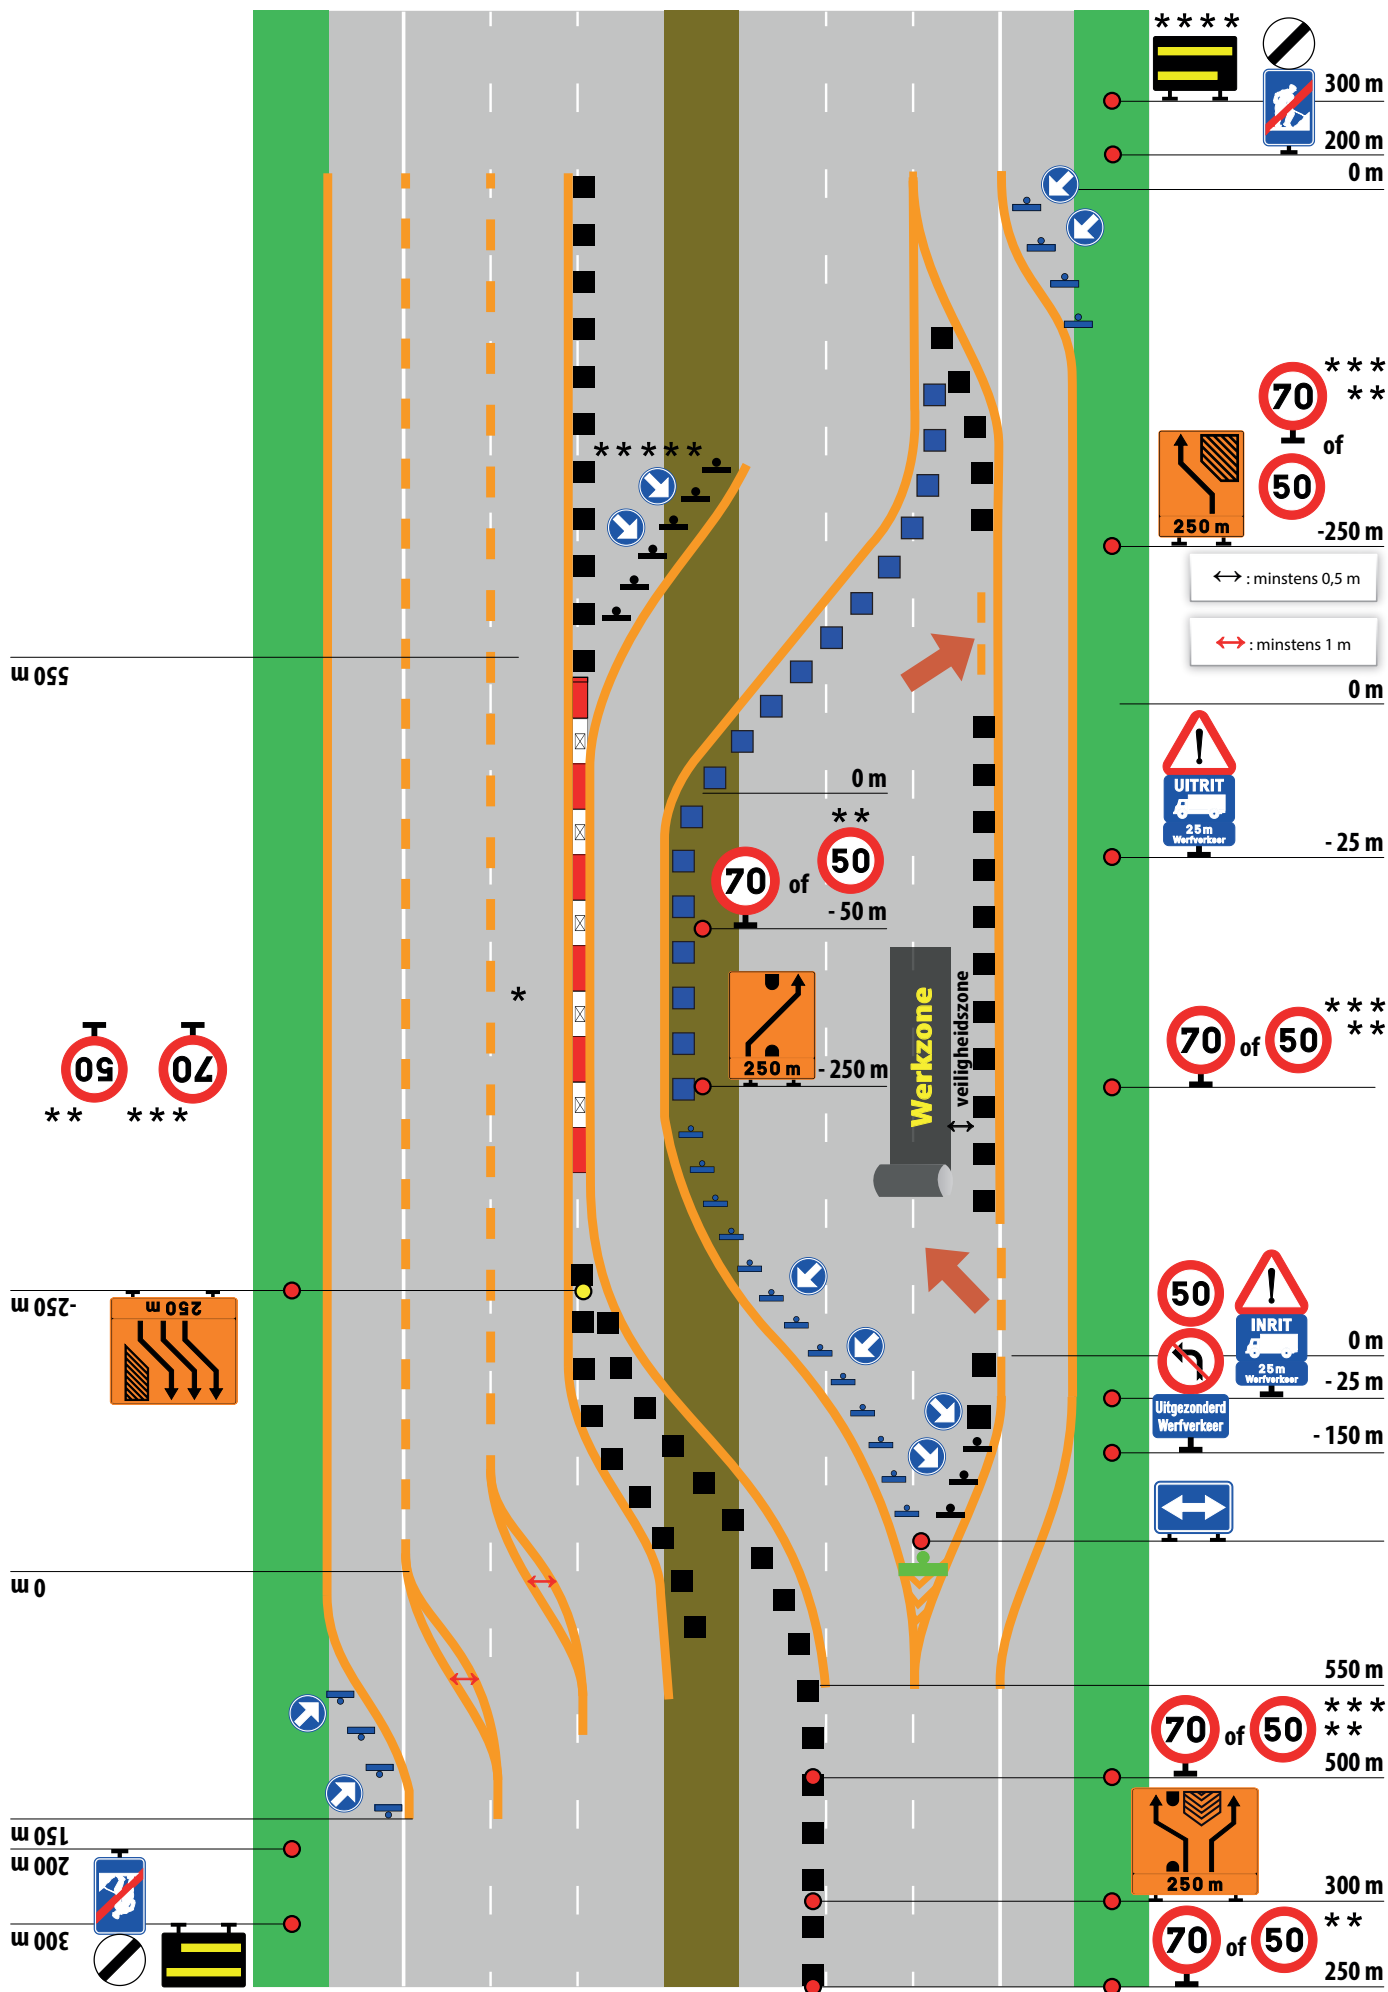 ****
300 m
200 m
0 m
***
70
**
of
50
250 m
-250 m
*****
: minstens 0,5 m
: minstens 1 m
550 m
0 m
UITRIT
25m
Werfverkeer
- 25 m
0 m
**
70 of 50
- 50 m
*
250 m
- 250 m
Werkzone
veiligheidszone
***
70 of 50
**
50 70
** ***
-250 m
250 m
50
INRIT
25m
Werfverkeer
0 m
- 25 m
Uitgezonderd
Werfverkeer
- 150 m
0 m
550 m
***
70 of 50
**
500 m
250 m
300 m
150 m
200 m
300 m
**
70 of 50
250 m